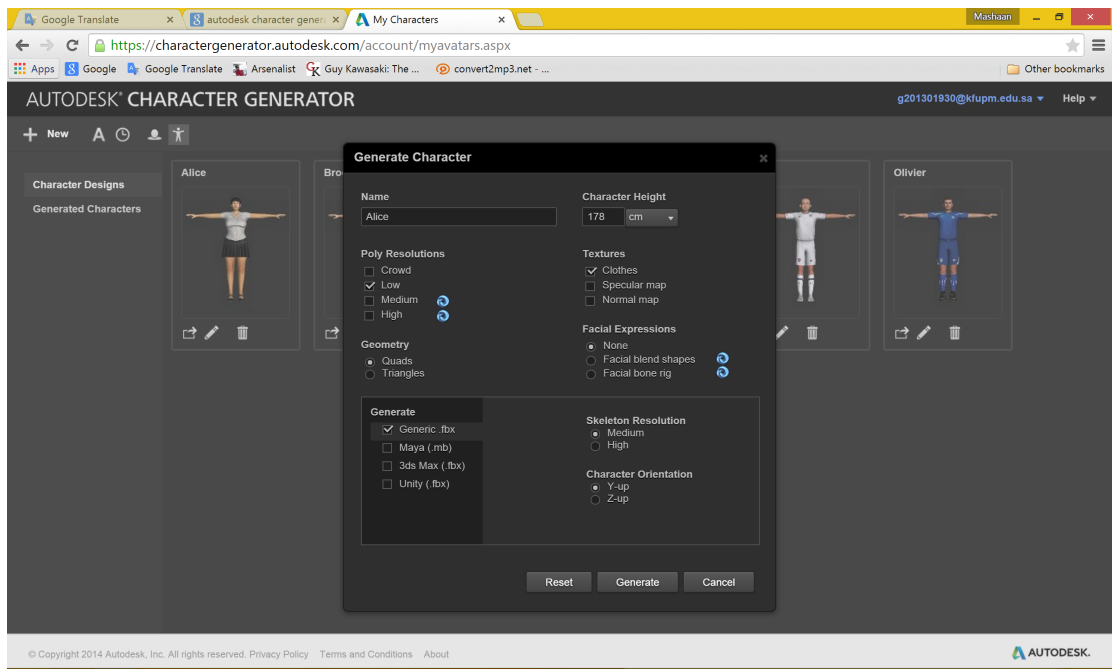 Google Translate
autodesk character gener
My Characters
Mashaan
https://charactergenerator.autodesk.com/account/myavatars.aspx
Apps Google Google Translate Arsenalist Guy Kawasaki: The ... convert2mp3.net - ... Other bookmarks
AUTODESK® CHARACTER GENERATOR
g201301930@kfupm.edu.sa Help
New
Character Designs
Generated Characters
Alice
Bro
Olivier
Generate Character
Name
Alice
Character Height
178 cm
Poly Resolutions
Crowd
Low
Medium
High
Textures
Clothes
Specular map
Normal map
Geometry
Quads
Triangles
Facial Expressions
None
Facial blend shapes
Facial bone rig
Generate
Generic .fbx
Maya (.mb)
3ds Max (.fbx)
Unity (.fbx)
Skeleton Resolution
Medium
High
Character Orientation
Y-up
Z-up
Reset Generate Cancel
© Copyright 2014 Autodesk, Inc. All rights reserved. Privacy Policy Terms and Conditions About
AUTODESK.